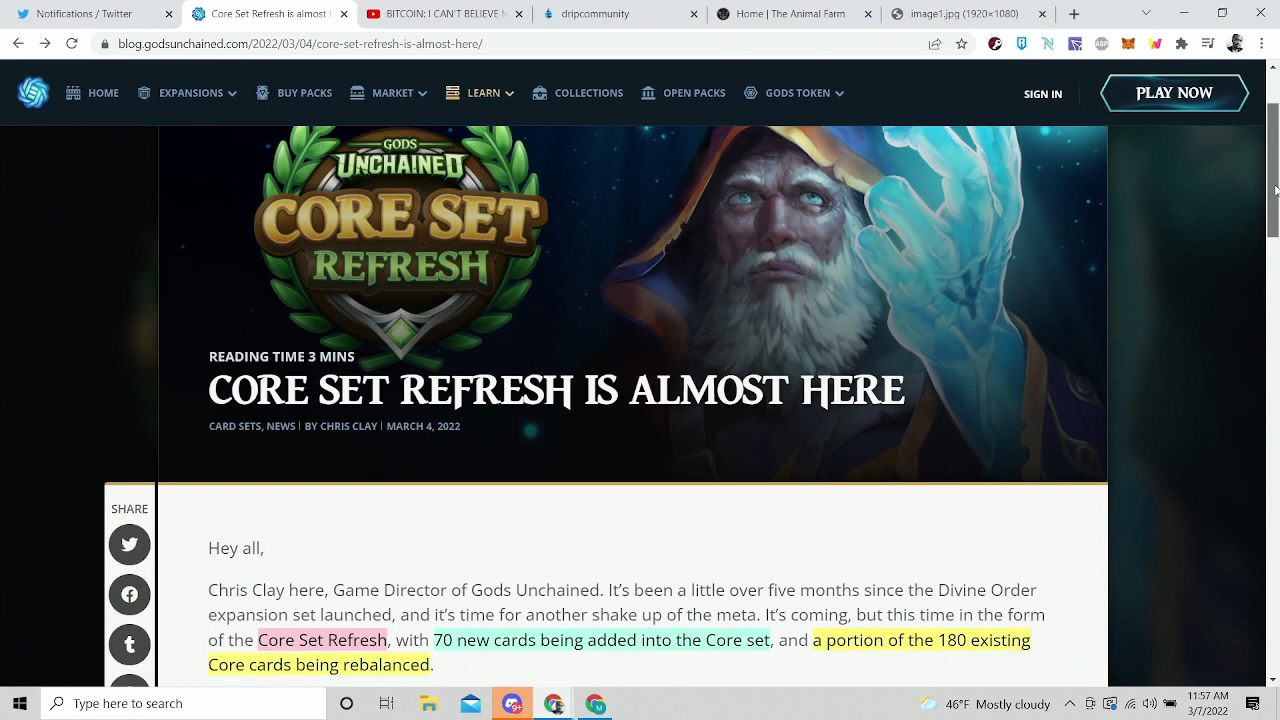 Notifications / Twitter
Core Set Refresh is almost
BITCOIN: I CAN'T BELIEVE
dripcommunity
Home | The Animal Farm
image1.jpg (1920×1080)
blog.godsunchained.com/2022/03/04/core-set-refresh-is-almost-here/
ABP
HOME
EXPANSIONS
BUY PACKS
MARKET
LEARN
COLLECTIONS
OPEN PACKS
GODS TOKEN
SIGN IN
PLAY NOW
GODS
UNCHAINED
CORE SET
REFRESH
READING TIME 3 MINS
CORE SET REFRESH IS ALMOST HERE
CARD SETS, NEWS | BY CHRIS CLAY | MARCH 4, 2022
SHARE
Hey all,
Chris Clay here, Game Director of Gods Unchained. It's been a little over five months since the Divine Order
expansion set launched, and it's time for another shake up of the meta. It's coming, but this time in the form
of the Core Set Refresh, with 70 new cards being added into the Core set, and a portion of the 180 existing
Core cards being rebalanced.
Type here to search
9+
46°F Mostly cloudy
11:57 AM
3/7/2022